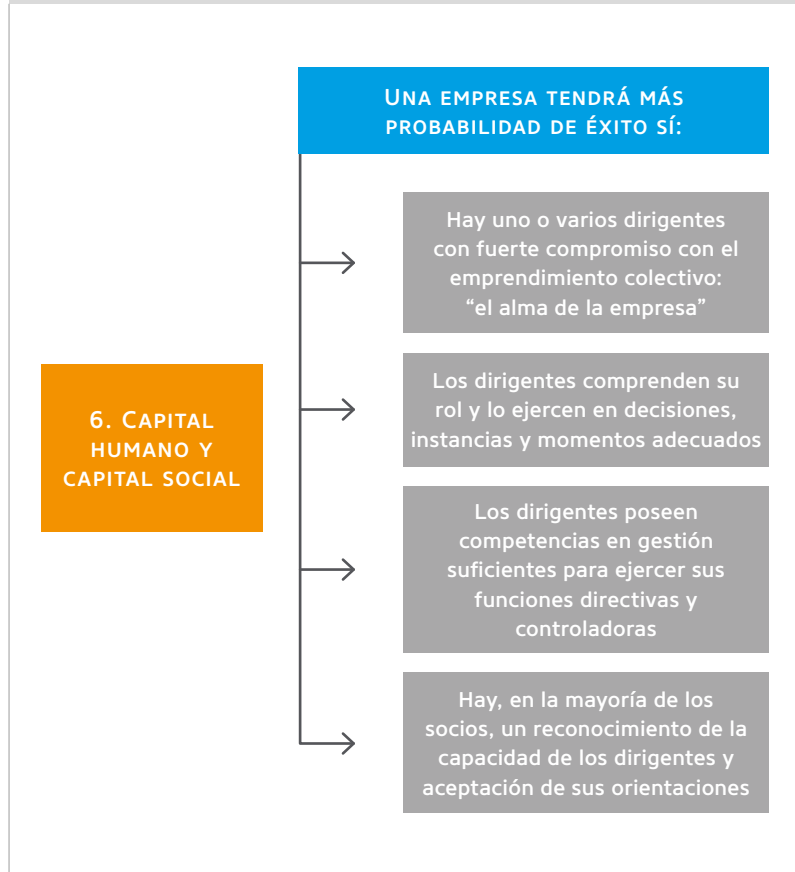 UNA EMPRESA TENDRÁ MÁS
PROBABILIDAD DE ÉXITO SÍ:
Hay uno o varios dirigentes
con fuerte compromiso con el
emprendimiento colectivo:
“el alma de la empresa”
6. CAPITAL
HUMANO Y
CAPITAL SOCIAL
Los dirigentes comprenden su
rol y lo ejercen en decisiones,
instancias y momentos adecuados
Los dirigentes poseen
competencias en gestión
suficientes para ejercer sus
funciones directivas y
controladoras
Hay, en la mayoría de los
socios, un reconocimiento de la
capacidad de los dirigentes y
aceptación de sus orientaciones